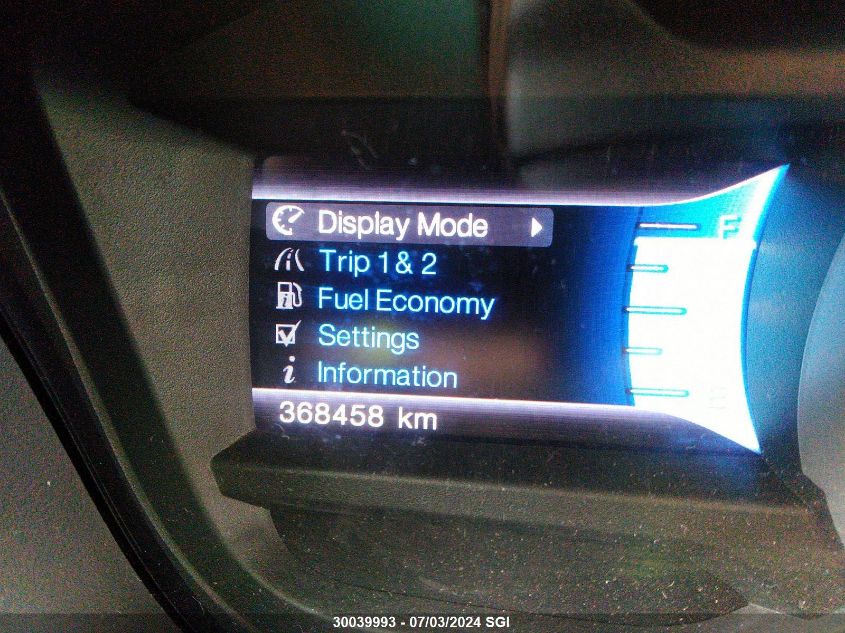 Display Mode
F
Trip 1 & 2
Fuel Economy
Settings
Information
E
368458 km
30039993 - 07/03/2024 SGI